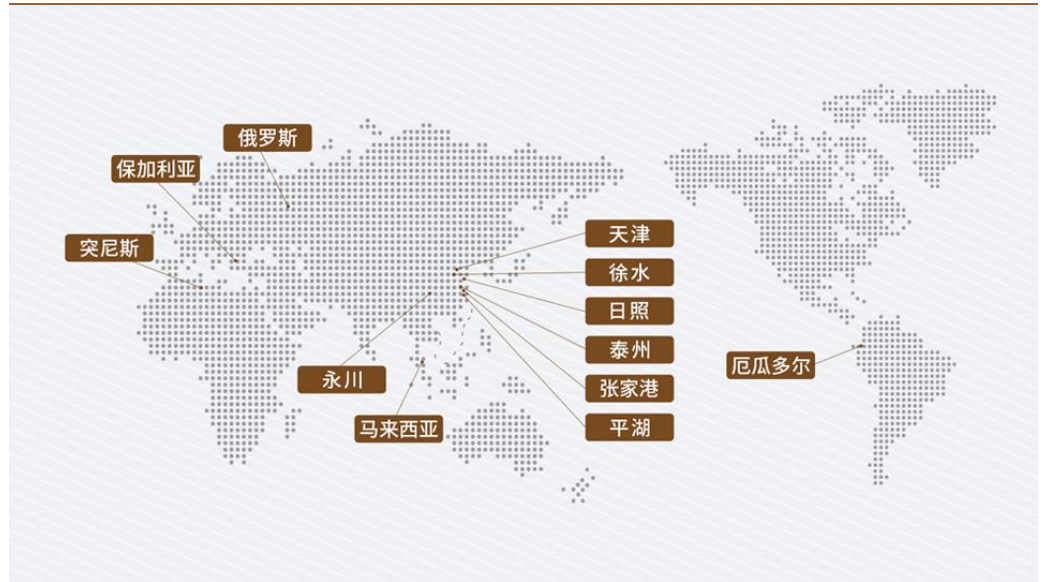 俄罗斯
保加利亚
突尼斯
天津
徐水
日照
泰州
张家港
平湖
永川
马来西亚
厄瓜多尔